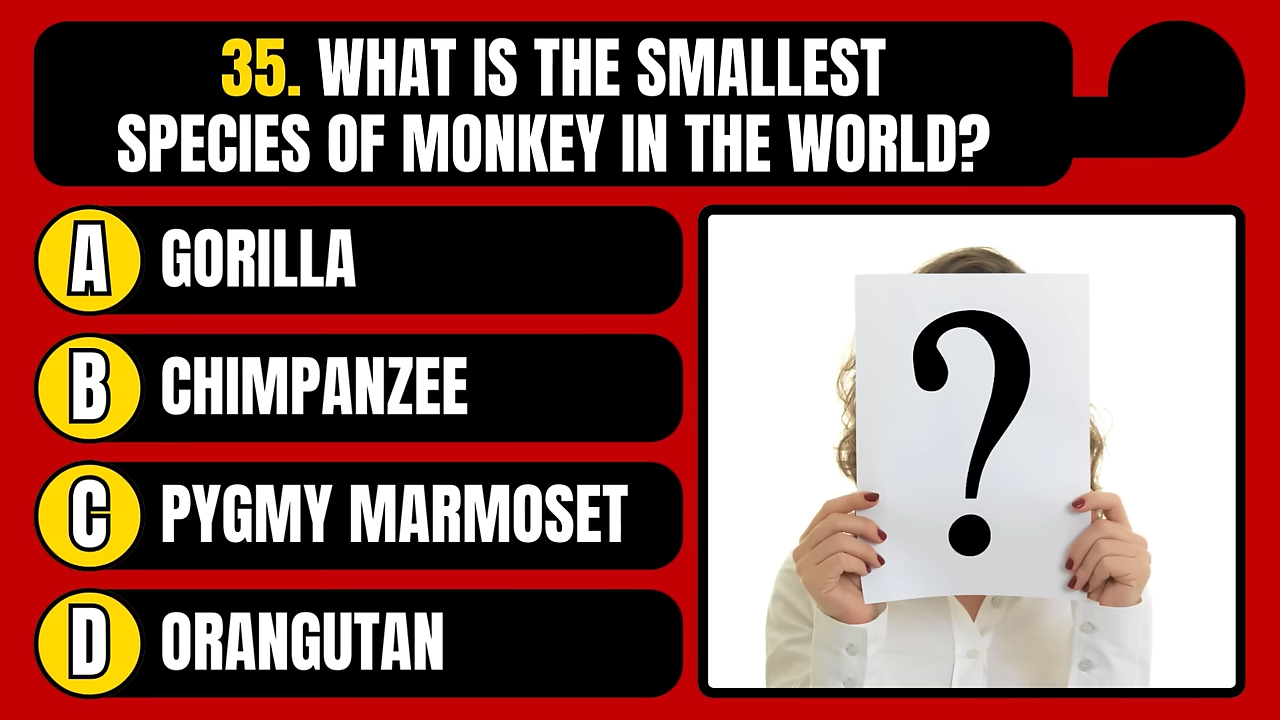 35. WHAT IS THE SMALLEST
SPECIES OF MONKEY IN THE WORLD?
A GORILLA
B CHIMPANZEE
C PYGMY MARMOSET
D ORANGUTAN
?